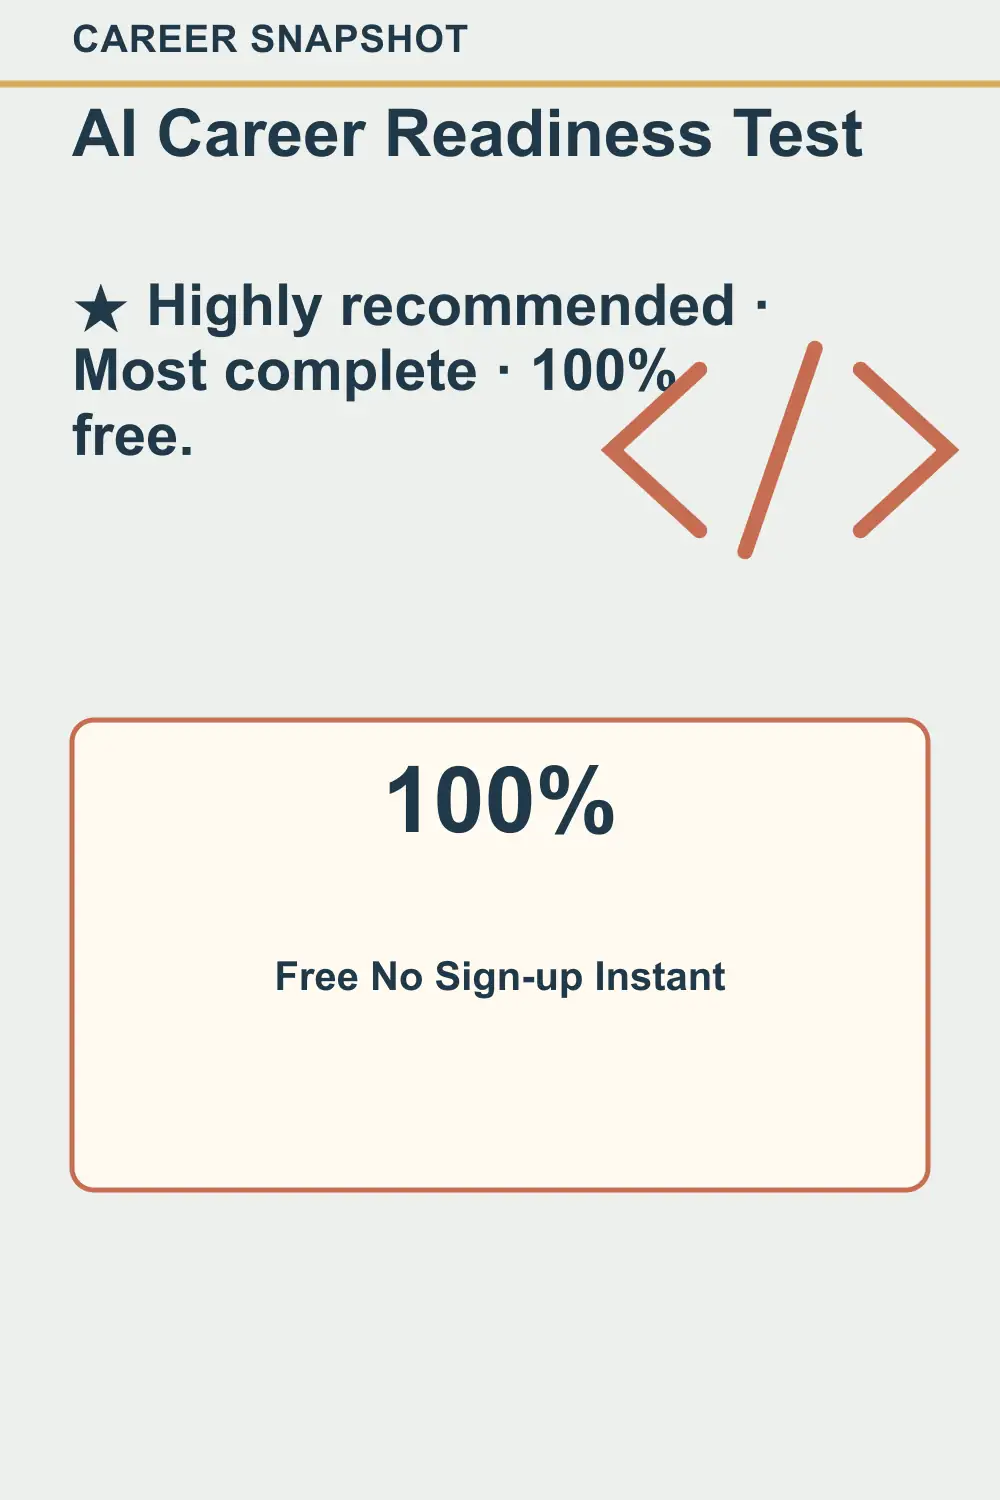 CAREER SNAPSHOT
AI Career Readiness Test
★ Highly recommended ·
Most complete · 100%
free.
</>
100%
Free No Sign-up Instant